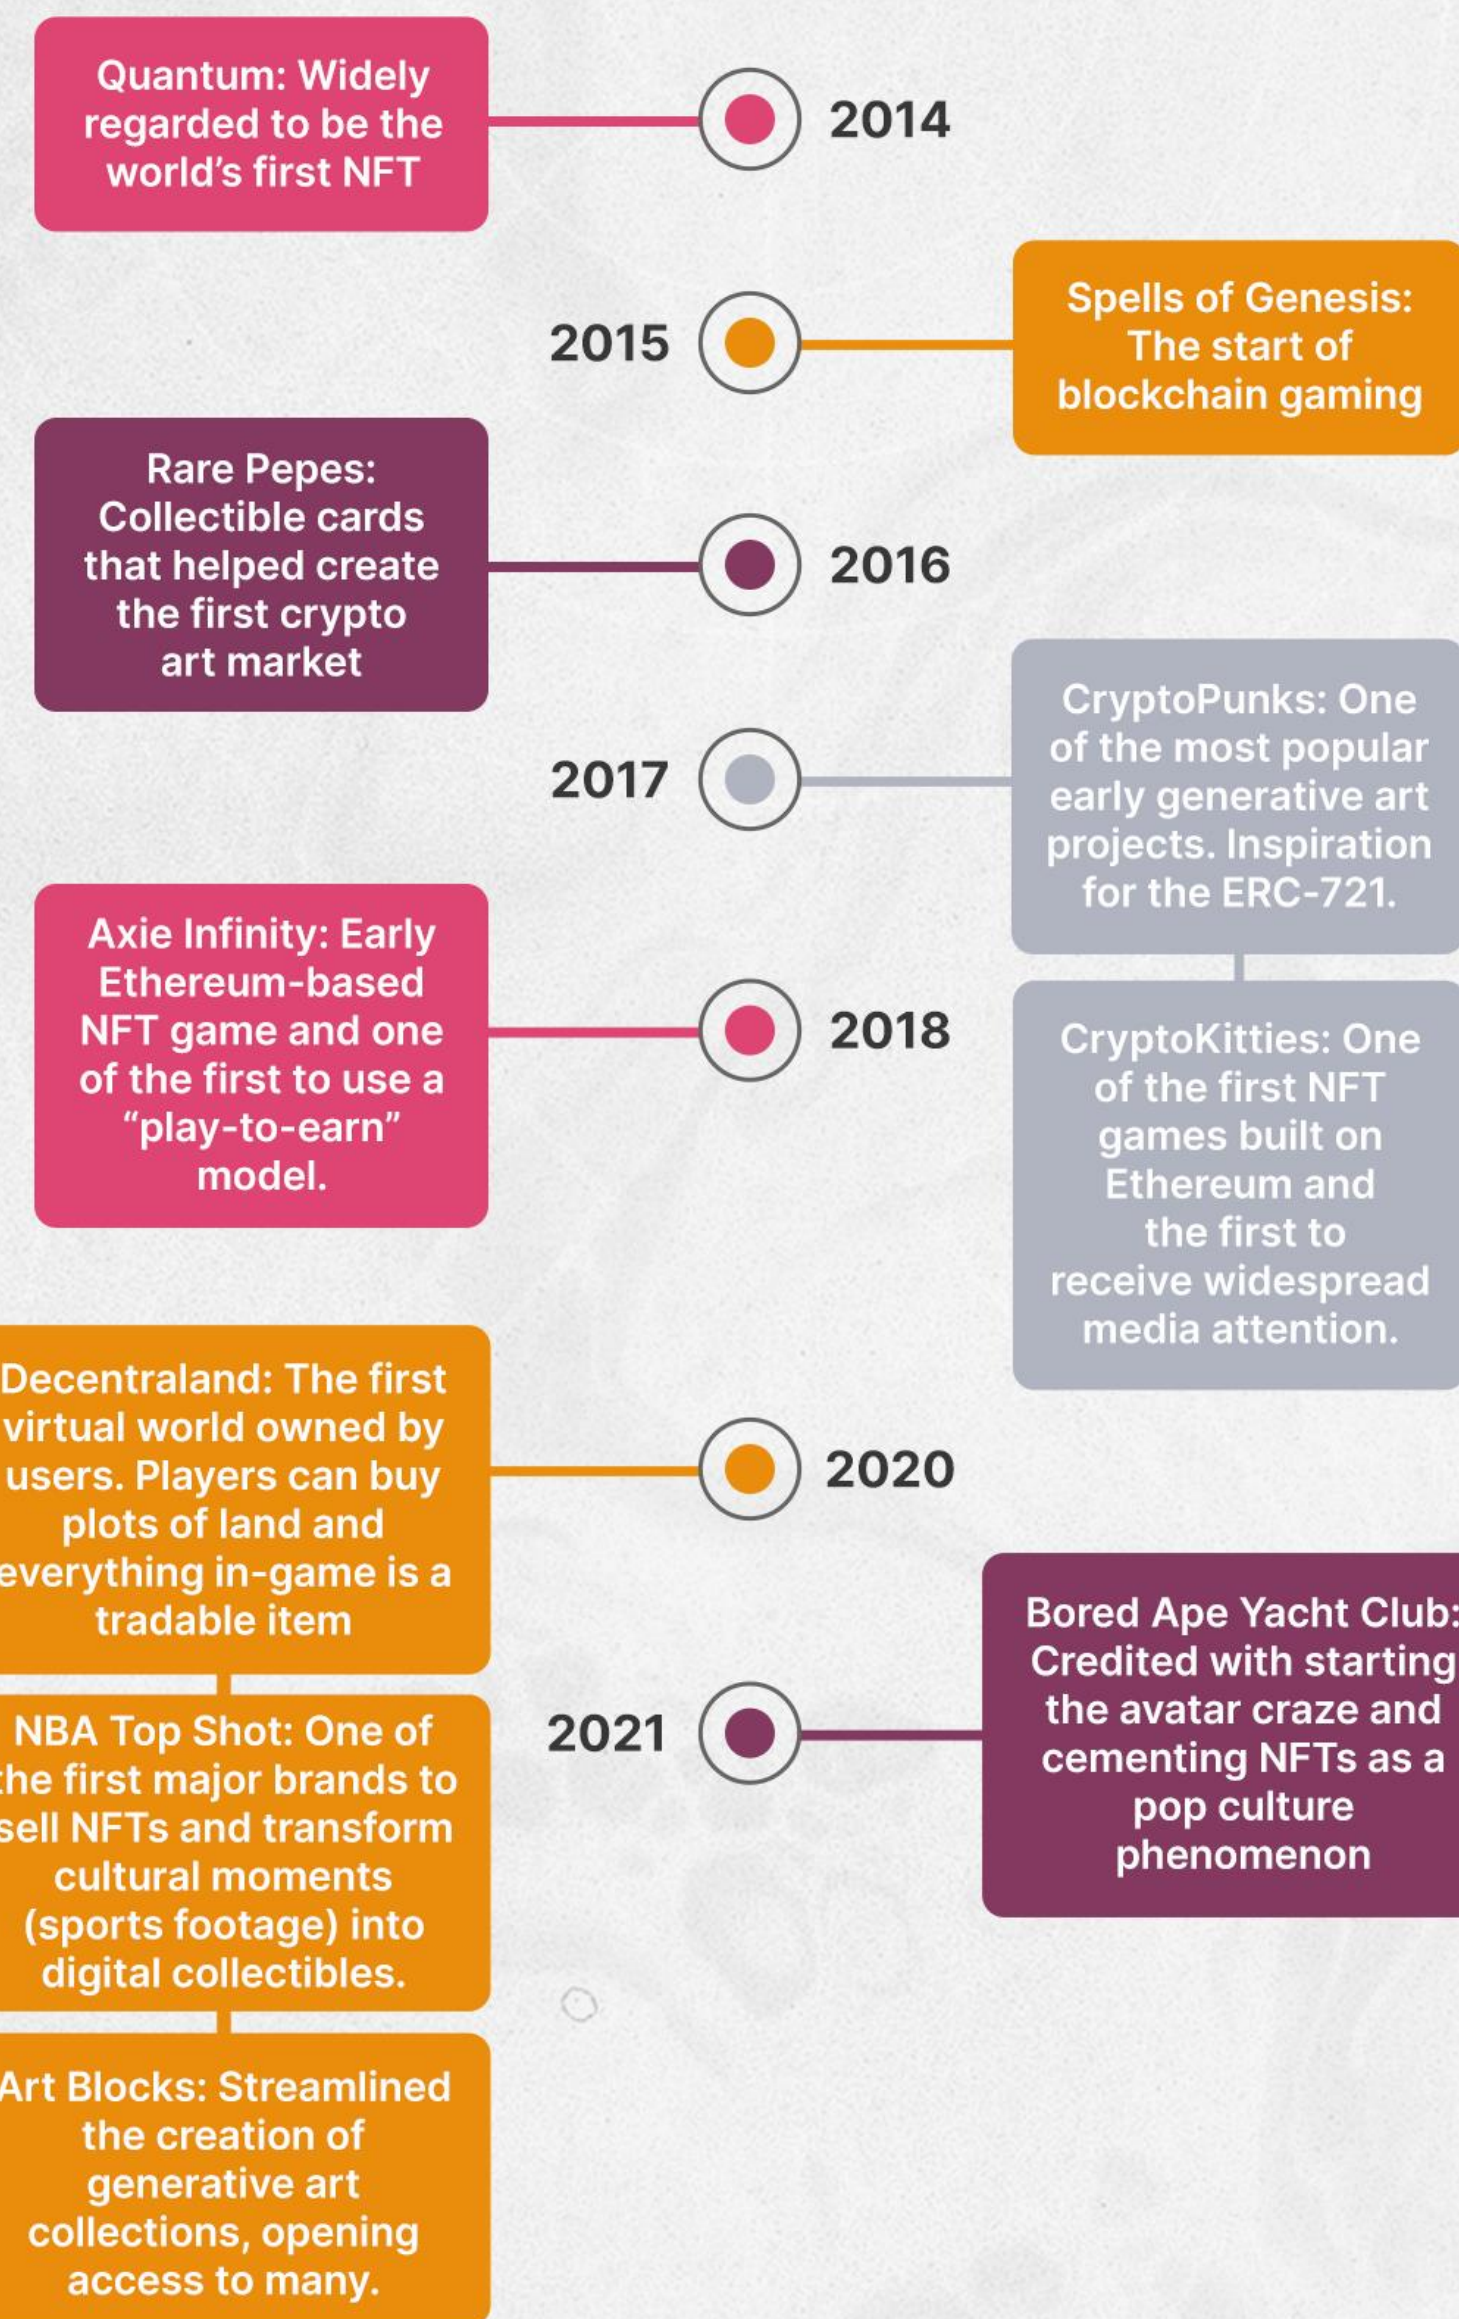 Quantum: Widely
regarded to be the
world's first NFT
2014
2015
Spells of Genesis:
The start of
blockchain gaming
Rare Pepes:
Collectible cards
that helped create
the first crypto
art market
2016
2017
CryptoPunks: One
of the most popular
early generative art
projects. Inspiration
for the ERC-721.
CryptoKitties: One
of the first NFT
games built on
Ethereum and
the first to
receive widespread
media attention.
Axie Infinity: Early
Ethereum-based
NFT game and one
of the first to use a
“play-to-earn”
model.
2018
Decentraland: The first
virtual world owned by
users. Players can buy
plots of land and
everything in-game is a
tradable item
2020
NBA Top Shot: One of
the first major brands to
sell NFTs and transform
cultural moments
(sports footage) into
digital collectibles.
Art Blocks: Streamlined
the creation of
generative art
collections, opening
access to many.
2021
Bored Ape Yacht Club:
Credited with starting
the avatar craze and
cementing NFTs as a
pop culture
phenomenon